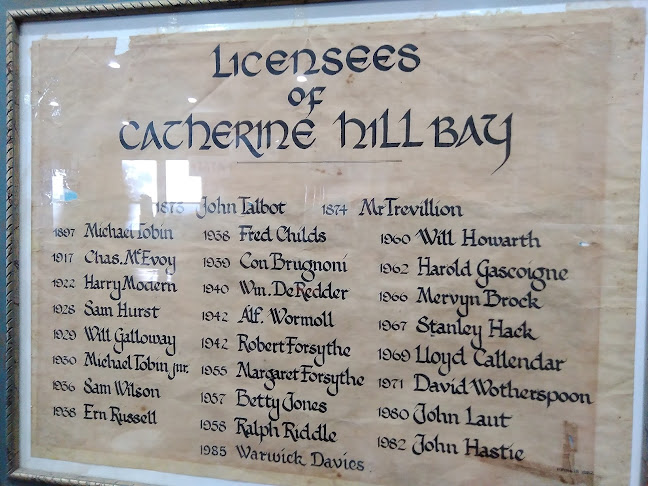 Licensees
of
Catherine Hill Bay
1873 John Talbot 1874 Mr Trevillion
1897 Michael Tobin
1917 Chas. McEvoy
1922 Harry Modern
1928 Sam Hurst
1929 Will Galloway
1930 Michael Tobin jnr.
1936 Sam Wilson
1938 Ern Russell
1938 Fred Childs
1939 Con Brugnoni
1940 Wm. DeRedder
1942 Alf. Wormoll
1942 Robert Forsythe
1955 Margaret Forsythe
1957 Betty Jones
1958 Ralph Riddle
1985 Warwick Davies.
1960 Will Howarth
1962 Harold Gascoigne
1966 Mervyn Brock
1967 Stanley Hack
1969 Lloyd Callendar
1971 David Wotherspoon
1980 John Laut
1982 John Hastie